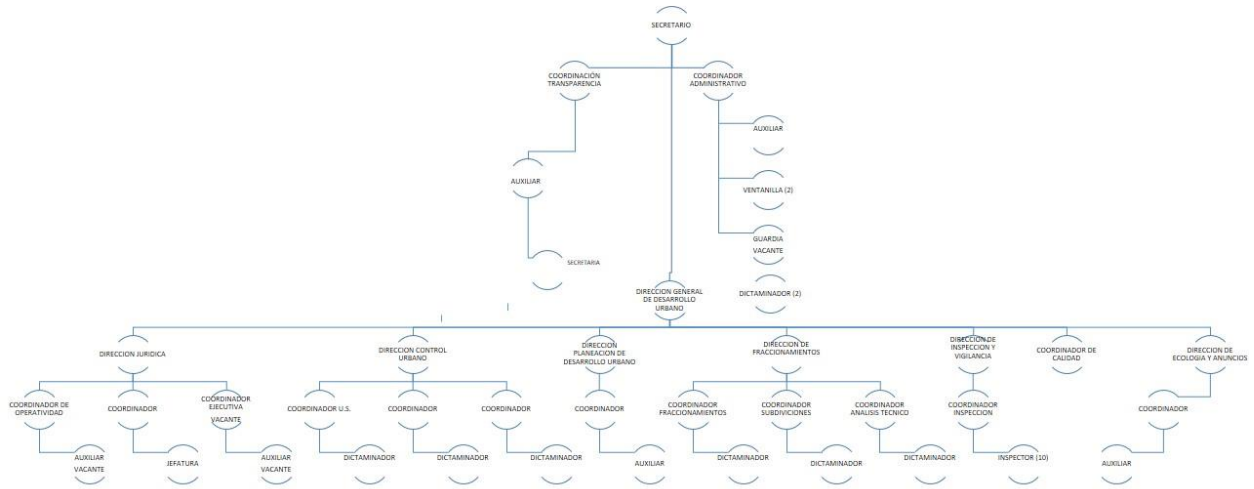 SECRETARIO
COORDINACIÓN
TRANSPARENCIA
COORDINADOR
ADMINISTRATIVO
AUXILIAR
AUXILIAR
VENTANILLA (2)
GUARDIA
VACANTE
SECRETARIA
DIRECCION GENERAL
DE DESARROLLO
URBANO
DICTAMINADOR (2)
DIRECCION JURIDICA
DIRECCION CONTROL
URBANO
DIRECCION
PLANEACION DE
DESARROLLO URBANO
DIRECCION DE
FRACCIONAMIENTOS
DIRECCION DE
INSPECCION Y
VIGILANCIA
COORDINADOR DE
CALIDAD
DIRECCION DE
ECOLOGIA Y ANUNCIOS
COORDINADOR DE
OPERATIVIDAD
COORDINADOR
COORDINADOR
EJECUTIVA
VACANTE
COORDINADOR U.S.
COORDINADOR
COORDINADOR
COORDINADOR
COORDINADOR
FRACCIONAMIENTOS
COORDINADOR
SUBDIVICIONES
COORDINADOR
ANALISIS TECNICO
COORDINADOR
INSPECCION
COORDINADOR
AUXILIAR
VACANTE
JEFATURA
AUXILIAR
VACANTE
DICTAMINADOR
DICTAMINADOR
DICTAMINADOR
AUXILIAR
DICTAMINADOR
DICTAMINADOR
DICTAMINADOR
INSPECTOR (10)
AUXILIAR